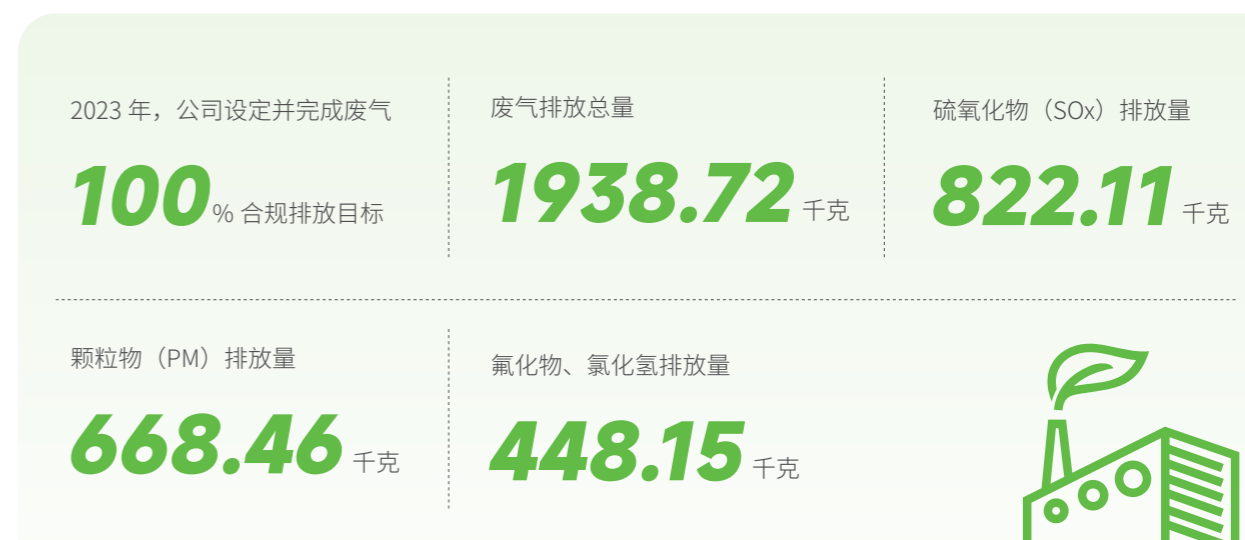 2023 年，公司设定并完成废气
100% 合规排放目标
废气排放总量
1938.72 千克
硫氧化物（SOx）排放量
822.11 千克
颗粒物（PM）排放量
668.46 千克
氟化物、氯化氢排放量
448.15 千克